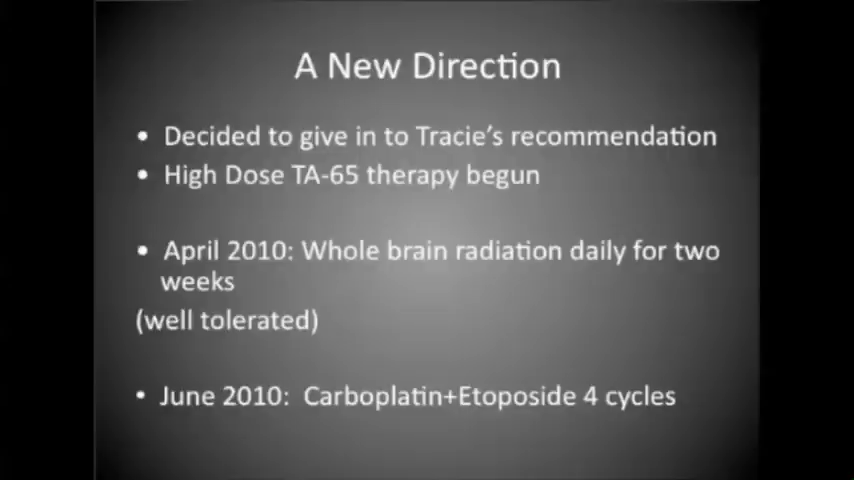 A New Direction
• Decided to give in to Tracie's recommendation
• High Dose TA-65 therapy begun
• April 2010: Whole brain radiation daily for two
weeks
(well tolerated)
• June 2010: Carboplatin+Etoposide 4 cycles